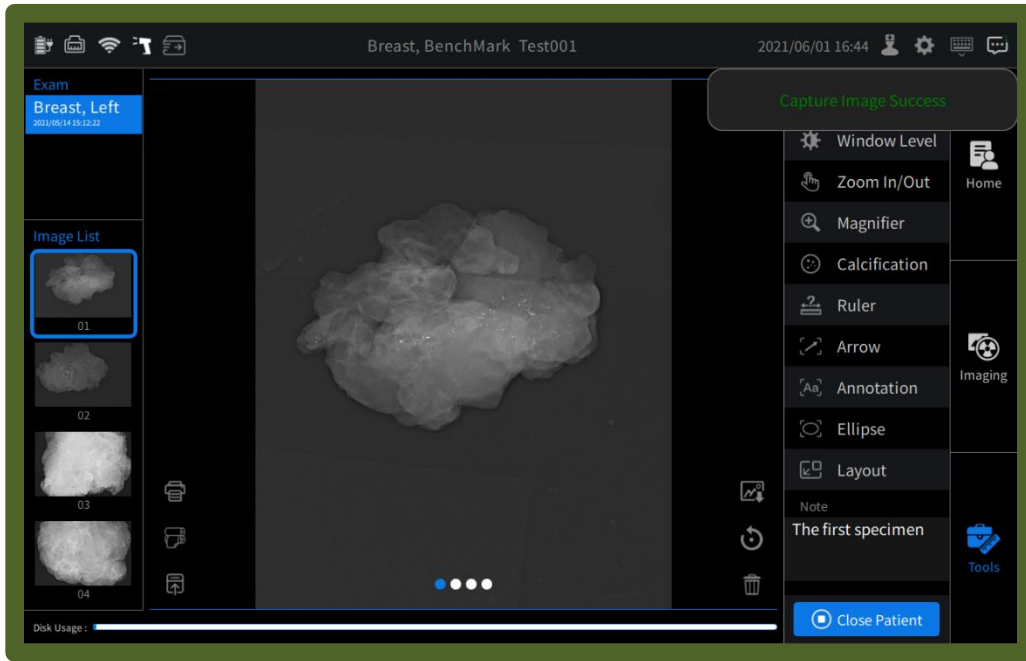 Breast, BenchMark Test001
2021/06/01 16:44
Exam
Breast, Left
2021/05/14 15:12:22
Image List
01
02
03
04
Capture Image Success
Window Level
Zoom In/Out
Magnifier
Calcification
Ruler
Arrow
Aa
Annotation
Ellipse
Layout
Note
The first specimen
Close Patient
Home
Imaging
Tools
Disk Usage :